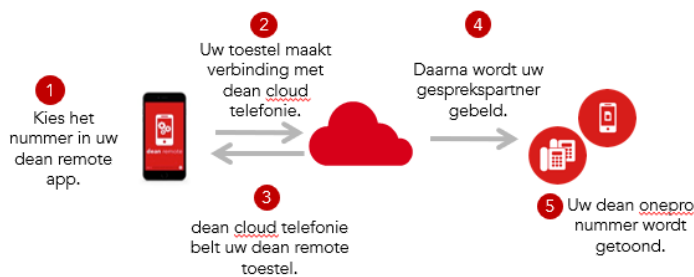 1
Kies het
nummer in uw
dean remote
app.
dean remote
2
Uw toestel maakt
verbinding met
dean cloud
telefonie.
3
dean cloud telefonie
belt uw dean remote
toestel.
4
Daarna wordt uw
gesprekspartner
gebeld.
5 Uw dean onepro
nummer wordt
getoond.